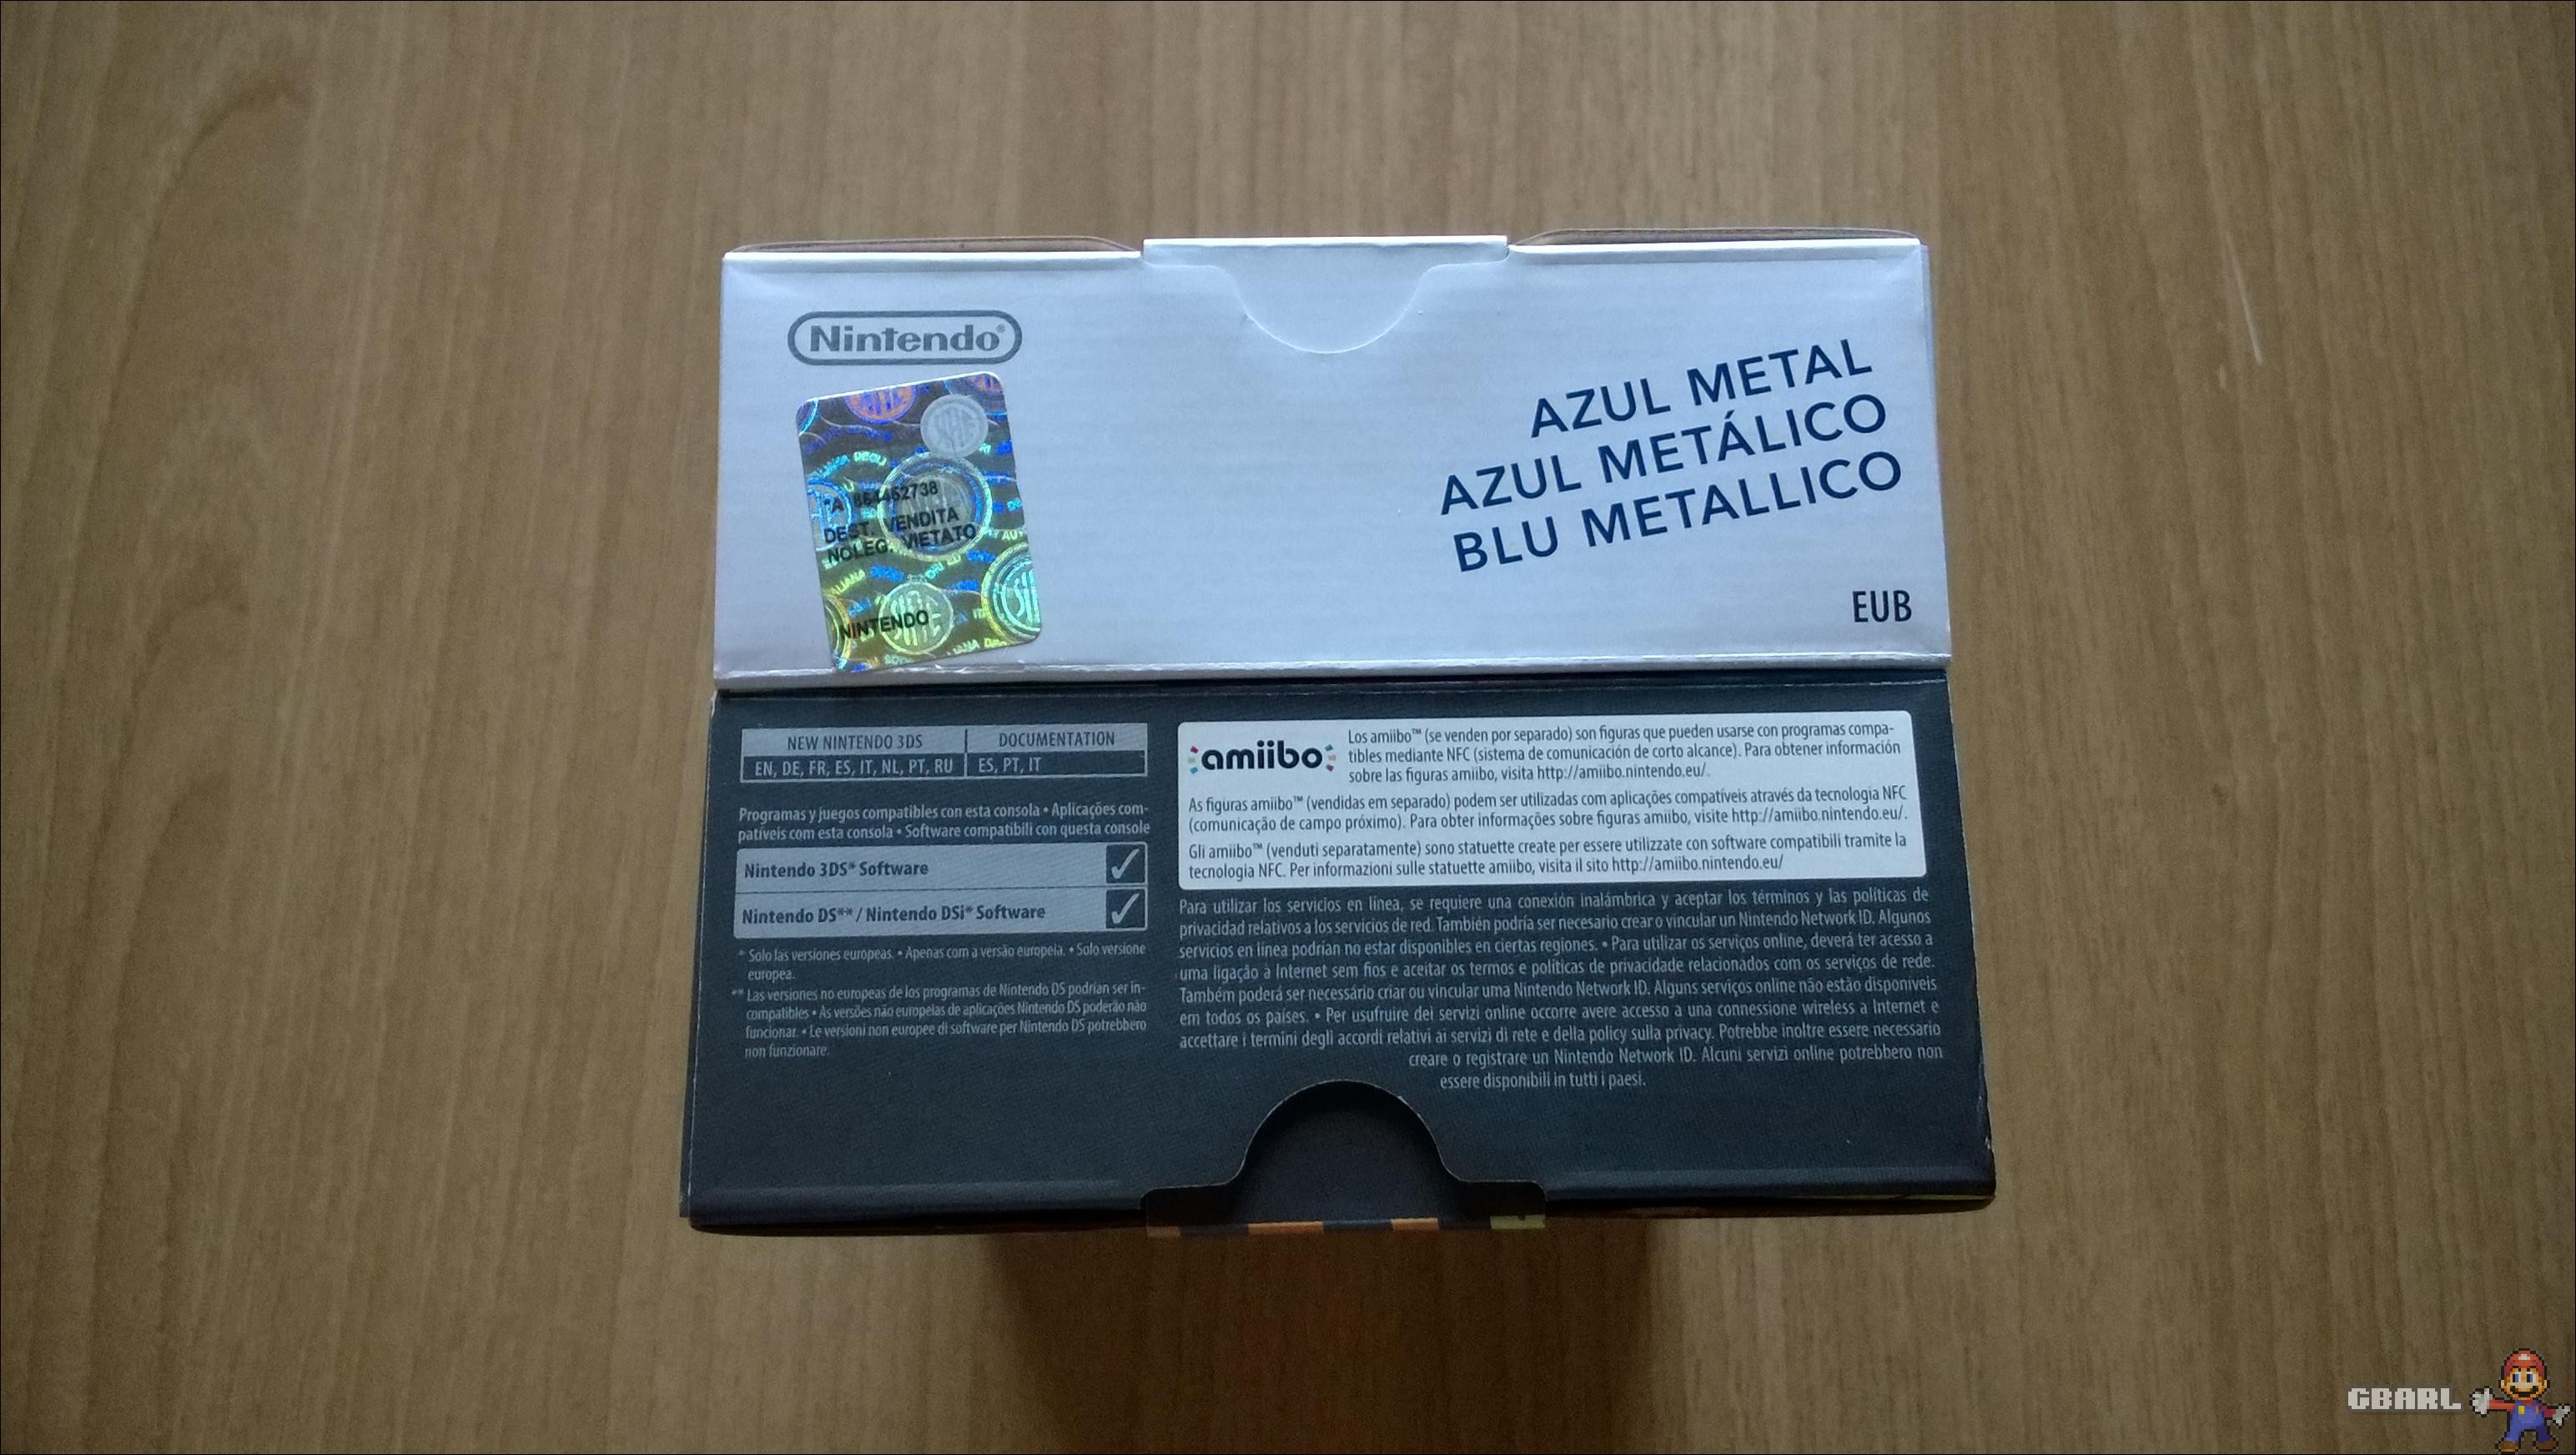 Nintendo®
DEST. VENDITA
NOLEG. VIETATO
NINTENDO
AZUL METAL
AZUL METÁLICO
BLU METALLICO
EUB
NEW NINTENDO 3DS
DOCUMENTATION
EN, DE, FR, ES, IT, NL, PT, RU
ES, PT, IT
Programas y juegos compatibles con esta consola • Aplicações com-
patíveis com esta consola • Software compatibili con questa console
Nintendo 3DS* Software ✓
Nintendo DS** / Nintendo DSi* Software ✓
* Solo las versiones europeas. • Apenas com a versão europeia. • Solo versione
europea.
** Las versiones no europeas de los programas de Nintendo DS podrían ser in-
compatibles • As versões não europeias de aplicações Nintendo DS poderão não
funcionar. • Le versioni non europee di software per Nintendo DS potrebbero
non funzionare.
amiibo
Los amiibo™ (se venden por separado) son figuras que pueden usarse con programas compa-
tibles mediante NFC (sistema de comunicación de corto alcance). Para obtener información
sobre las figuras amiibo, visita http://amiibo.nintendo.eu/.
As figuras amiibo™ (vendidas em separado) podem ser utilizadas com aplicações compatíveis através da tecnologia NFC
(comunicação de campo próximo). Para obter informações sobre figuras amiibo, visite http://amiibo.nintendo.eu/.
Gli amiibo™ (venduti separatamente) sono statuette create per essere utilizzate con software compatibili tramite la
tecnologia NFC. Per informazioni sulle statuette amiibo, visita il sito http://amiibo.nintendo.eu/
Para utilizar los servicios en línea, se requiere una conexión inalámbrica y aceptar los términos y las políticas de
privacidad relativos a los servicios de red. También podría ser necesario crear o vincular un Nintendo Network ID. Algunos
servicios en línea podrían no estar disponibles en ciertas regiones. • Para utilizar os serviços online, deverá ter acesso a
uma ligação à Internet sem fios e aceitar os termos e políticas de privacidade relacionados com os serviços de rede.
Também poderá ser necessário criar ou vincular uma Nintendo Network ID. Alguns serviços online não estão disponíveis
em todos os países. • Per usufruire dei servizi online occorre avere accesso a una connessione wireless a Internet e
accettare i termini degli accordi relativi ai servizi di rete e della policy sulla privacy. Potrebbe inoltre essere necessario
creare o registrare un Nintendo Network ID. Alcuni servizi online potrebbero non
essere disponibili in tutti i paesi.
GBARL